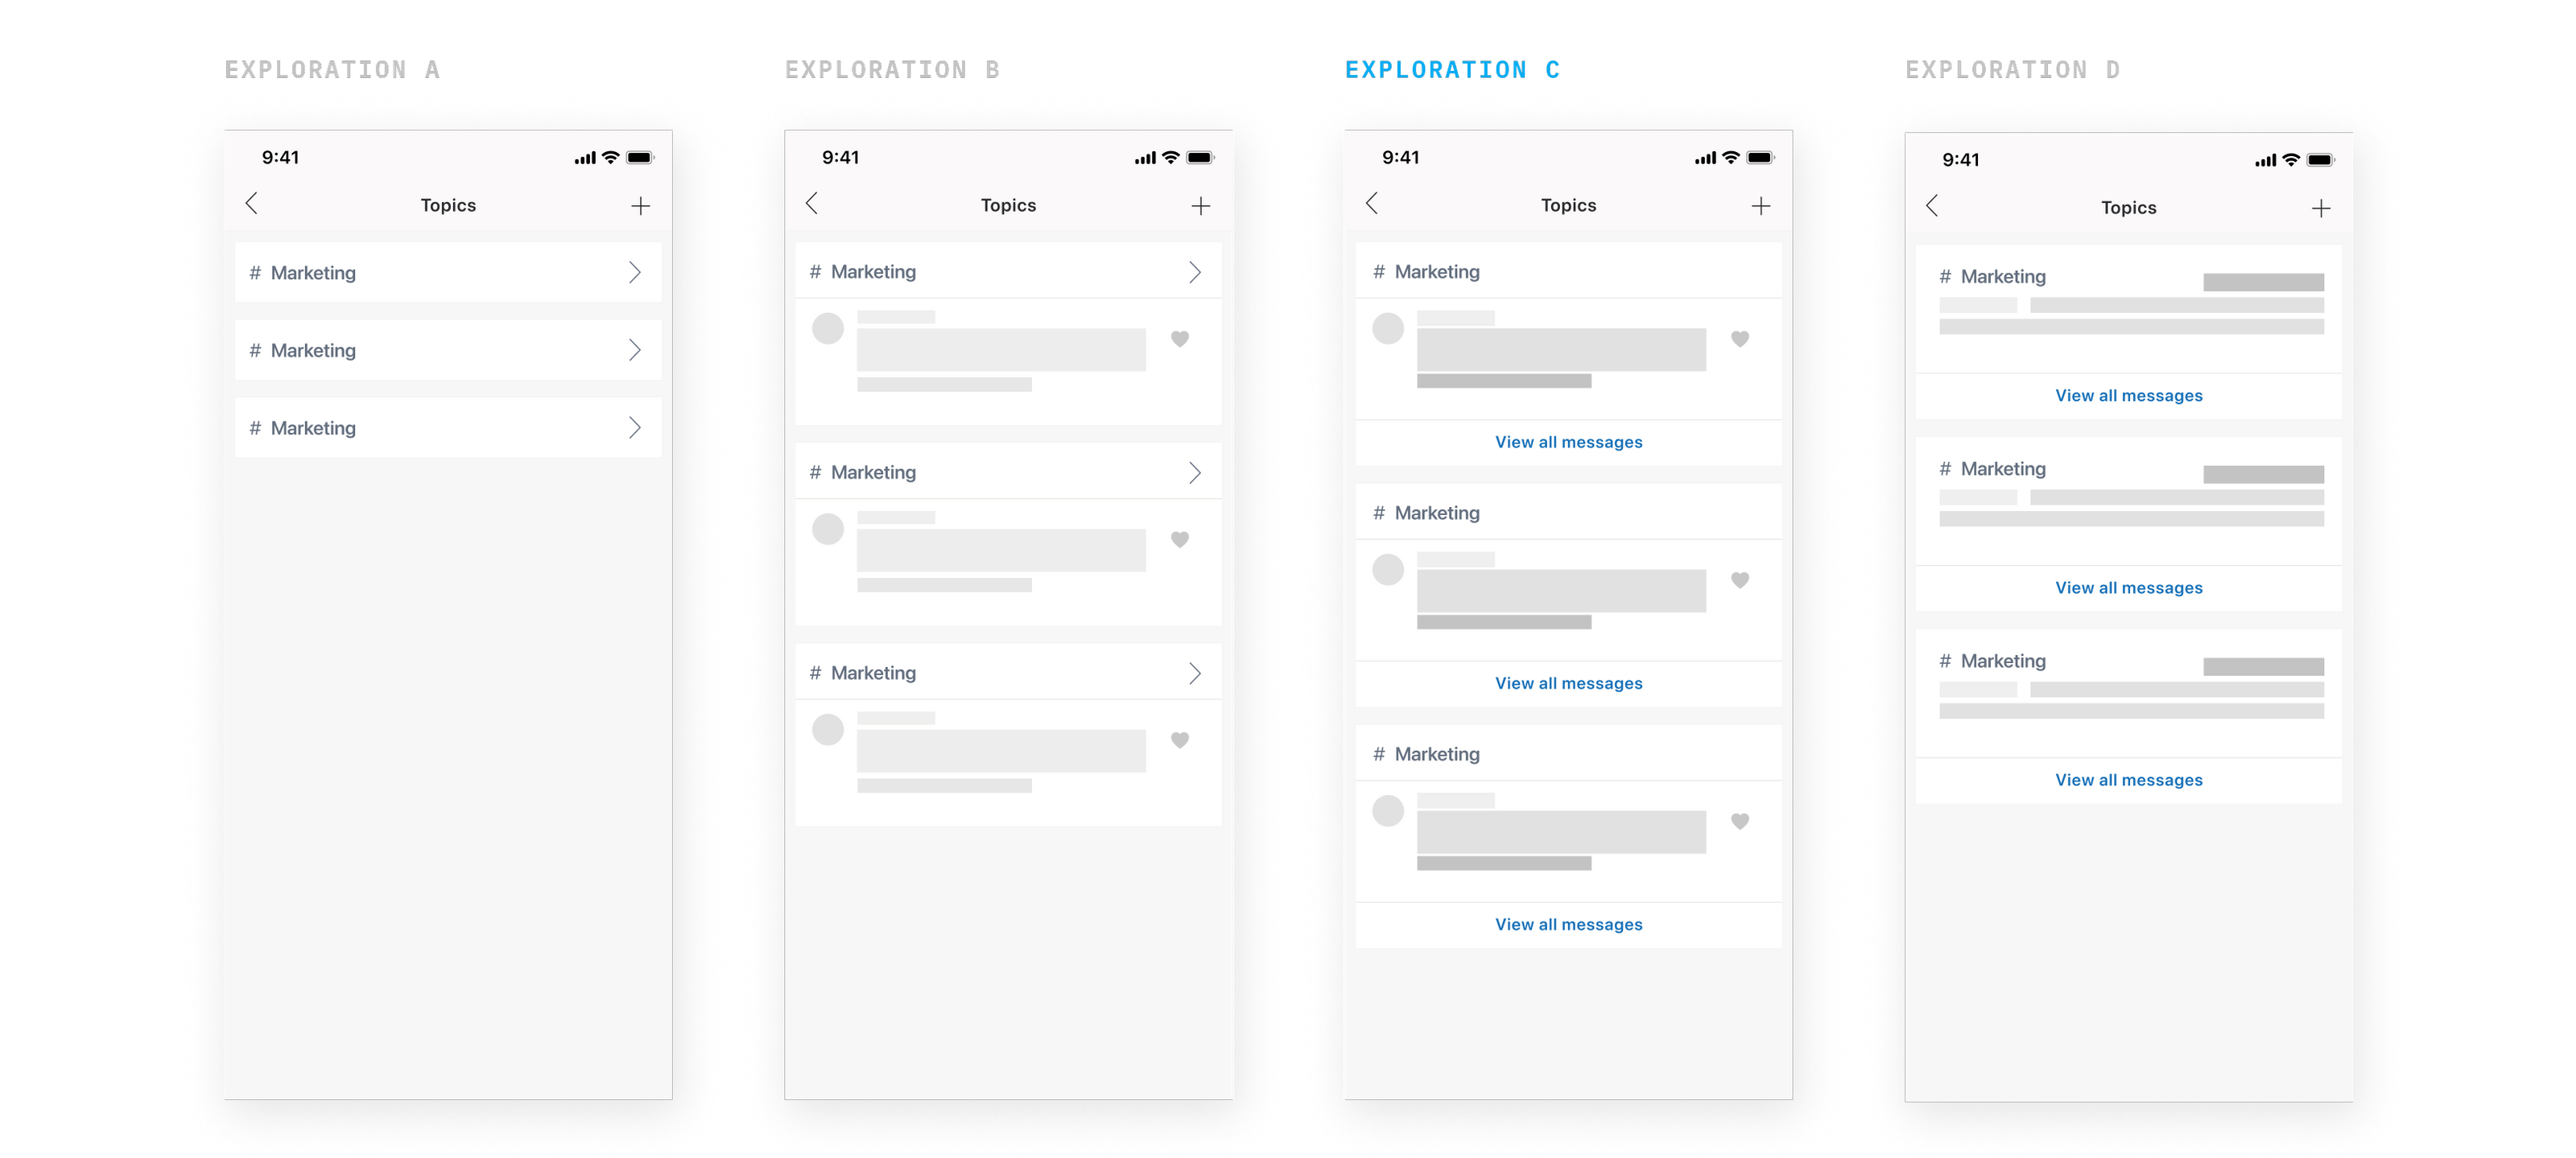 EXPLORATION A
9:41
Topics
# Marketing
# Marketing
# Marketing
EXPLORATION B
9:41
Topics
# Marketing
# Marketing
# Marketing
EXPLORATION C
9:41
Topics
# Marketing
View all messages
# Marketing
View all messages
# Marketing
View all messages
EXPLORATION D
9:41
Topics
# Marketing
View all messages
# Marketing
View all messages
# Marketing
View all messages